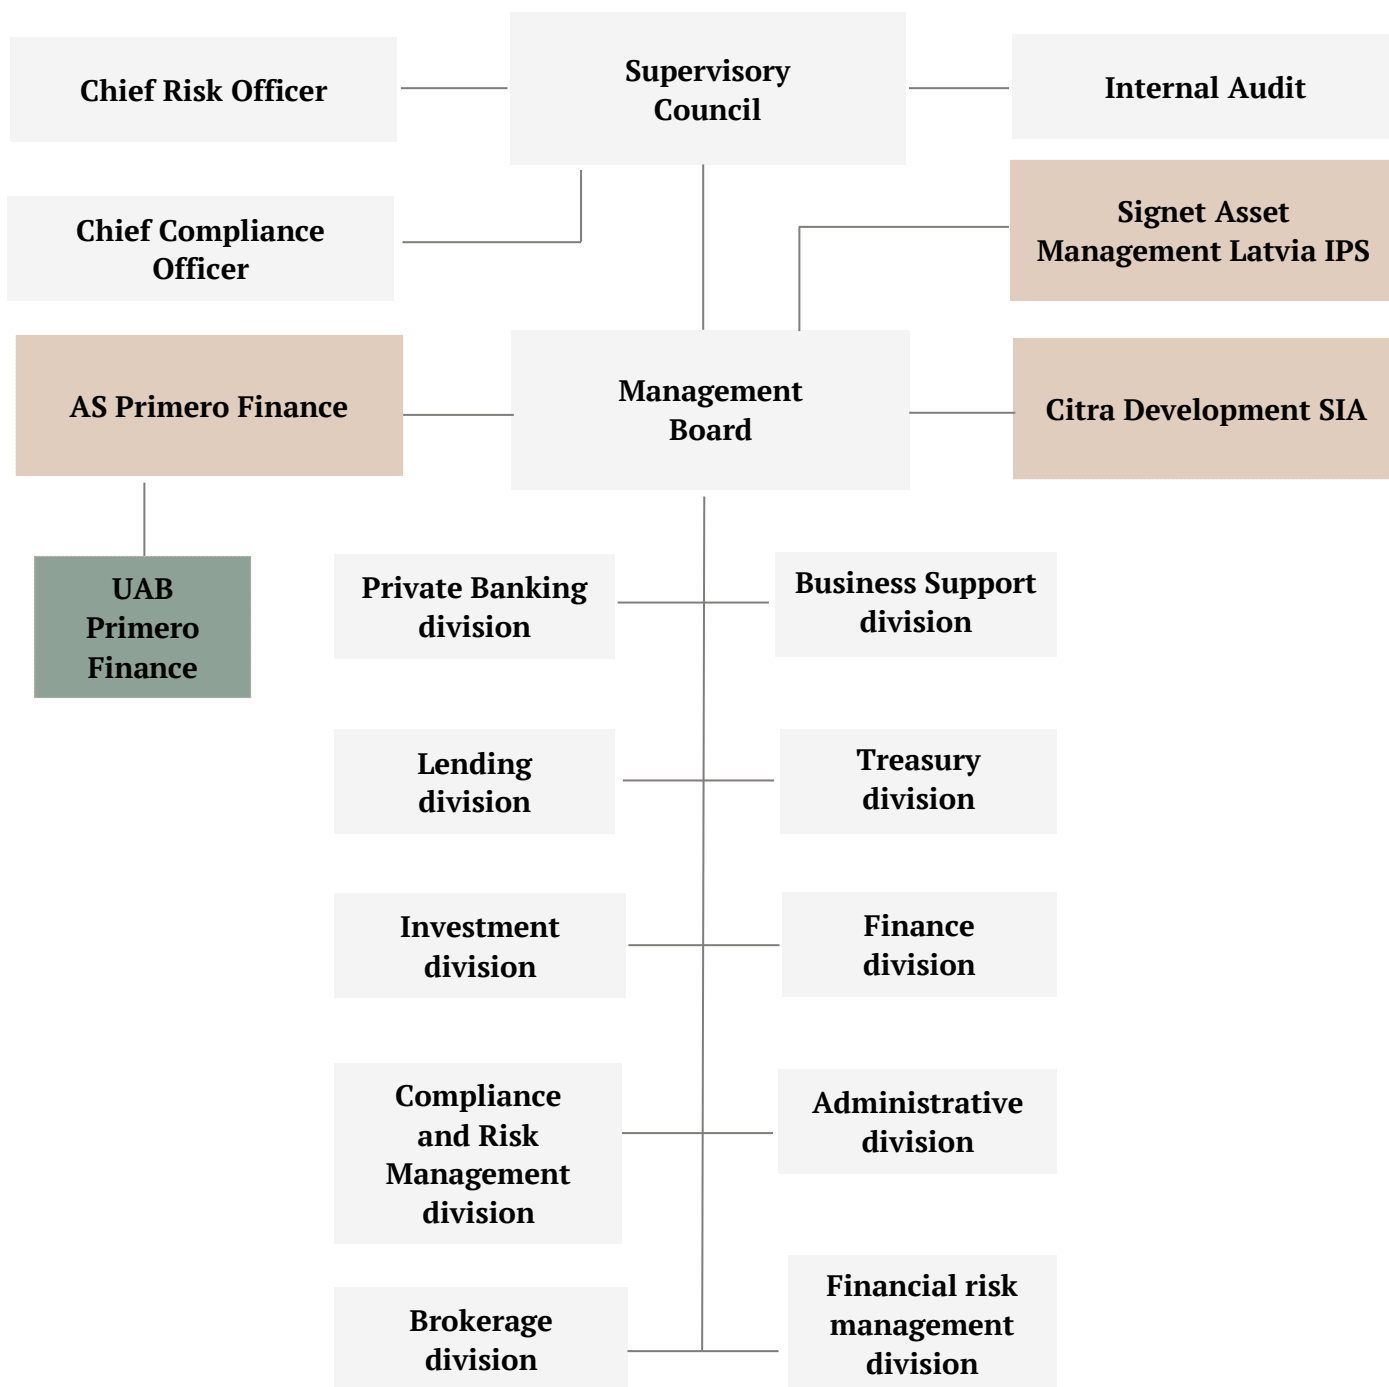 Chief Risk Officer
Supervisory
Council
Internal Audit
Chief Compliance
Officer
Signet Asset
Management Latvia IPS
AS Primero Finance
Management
Board
Citra Development SIA
UAB
Primero
Finance
Private Banking
division
Business Support
division
Lending
division
Treasury
division
Investment
division
Finance
division
Compliance
and Risk
Management
division
Administrative
division
Brokerage
division
Financial risk
management
division